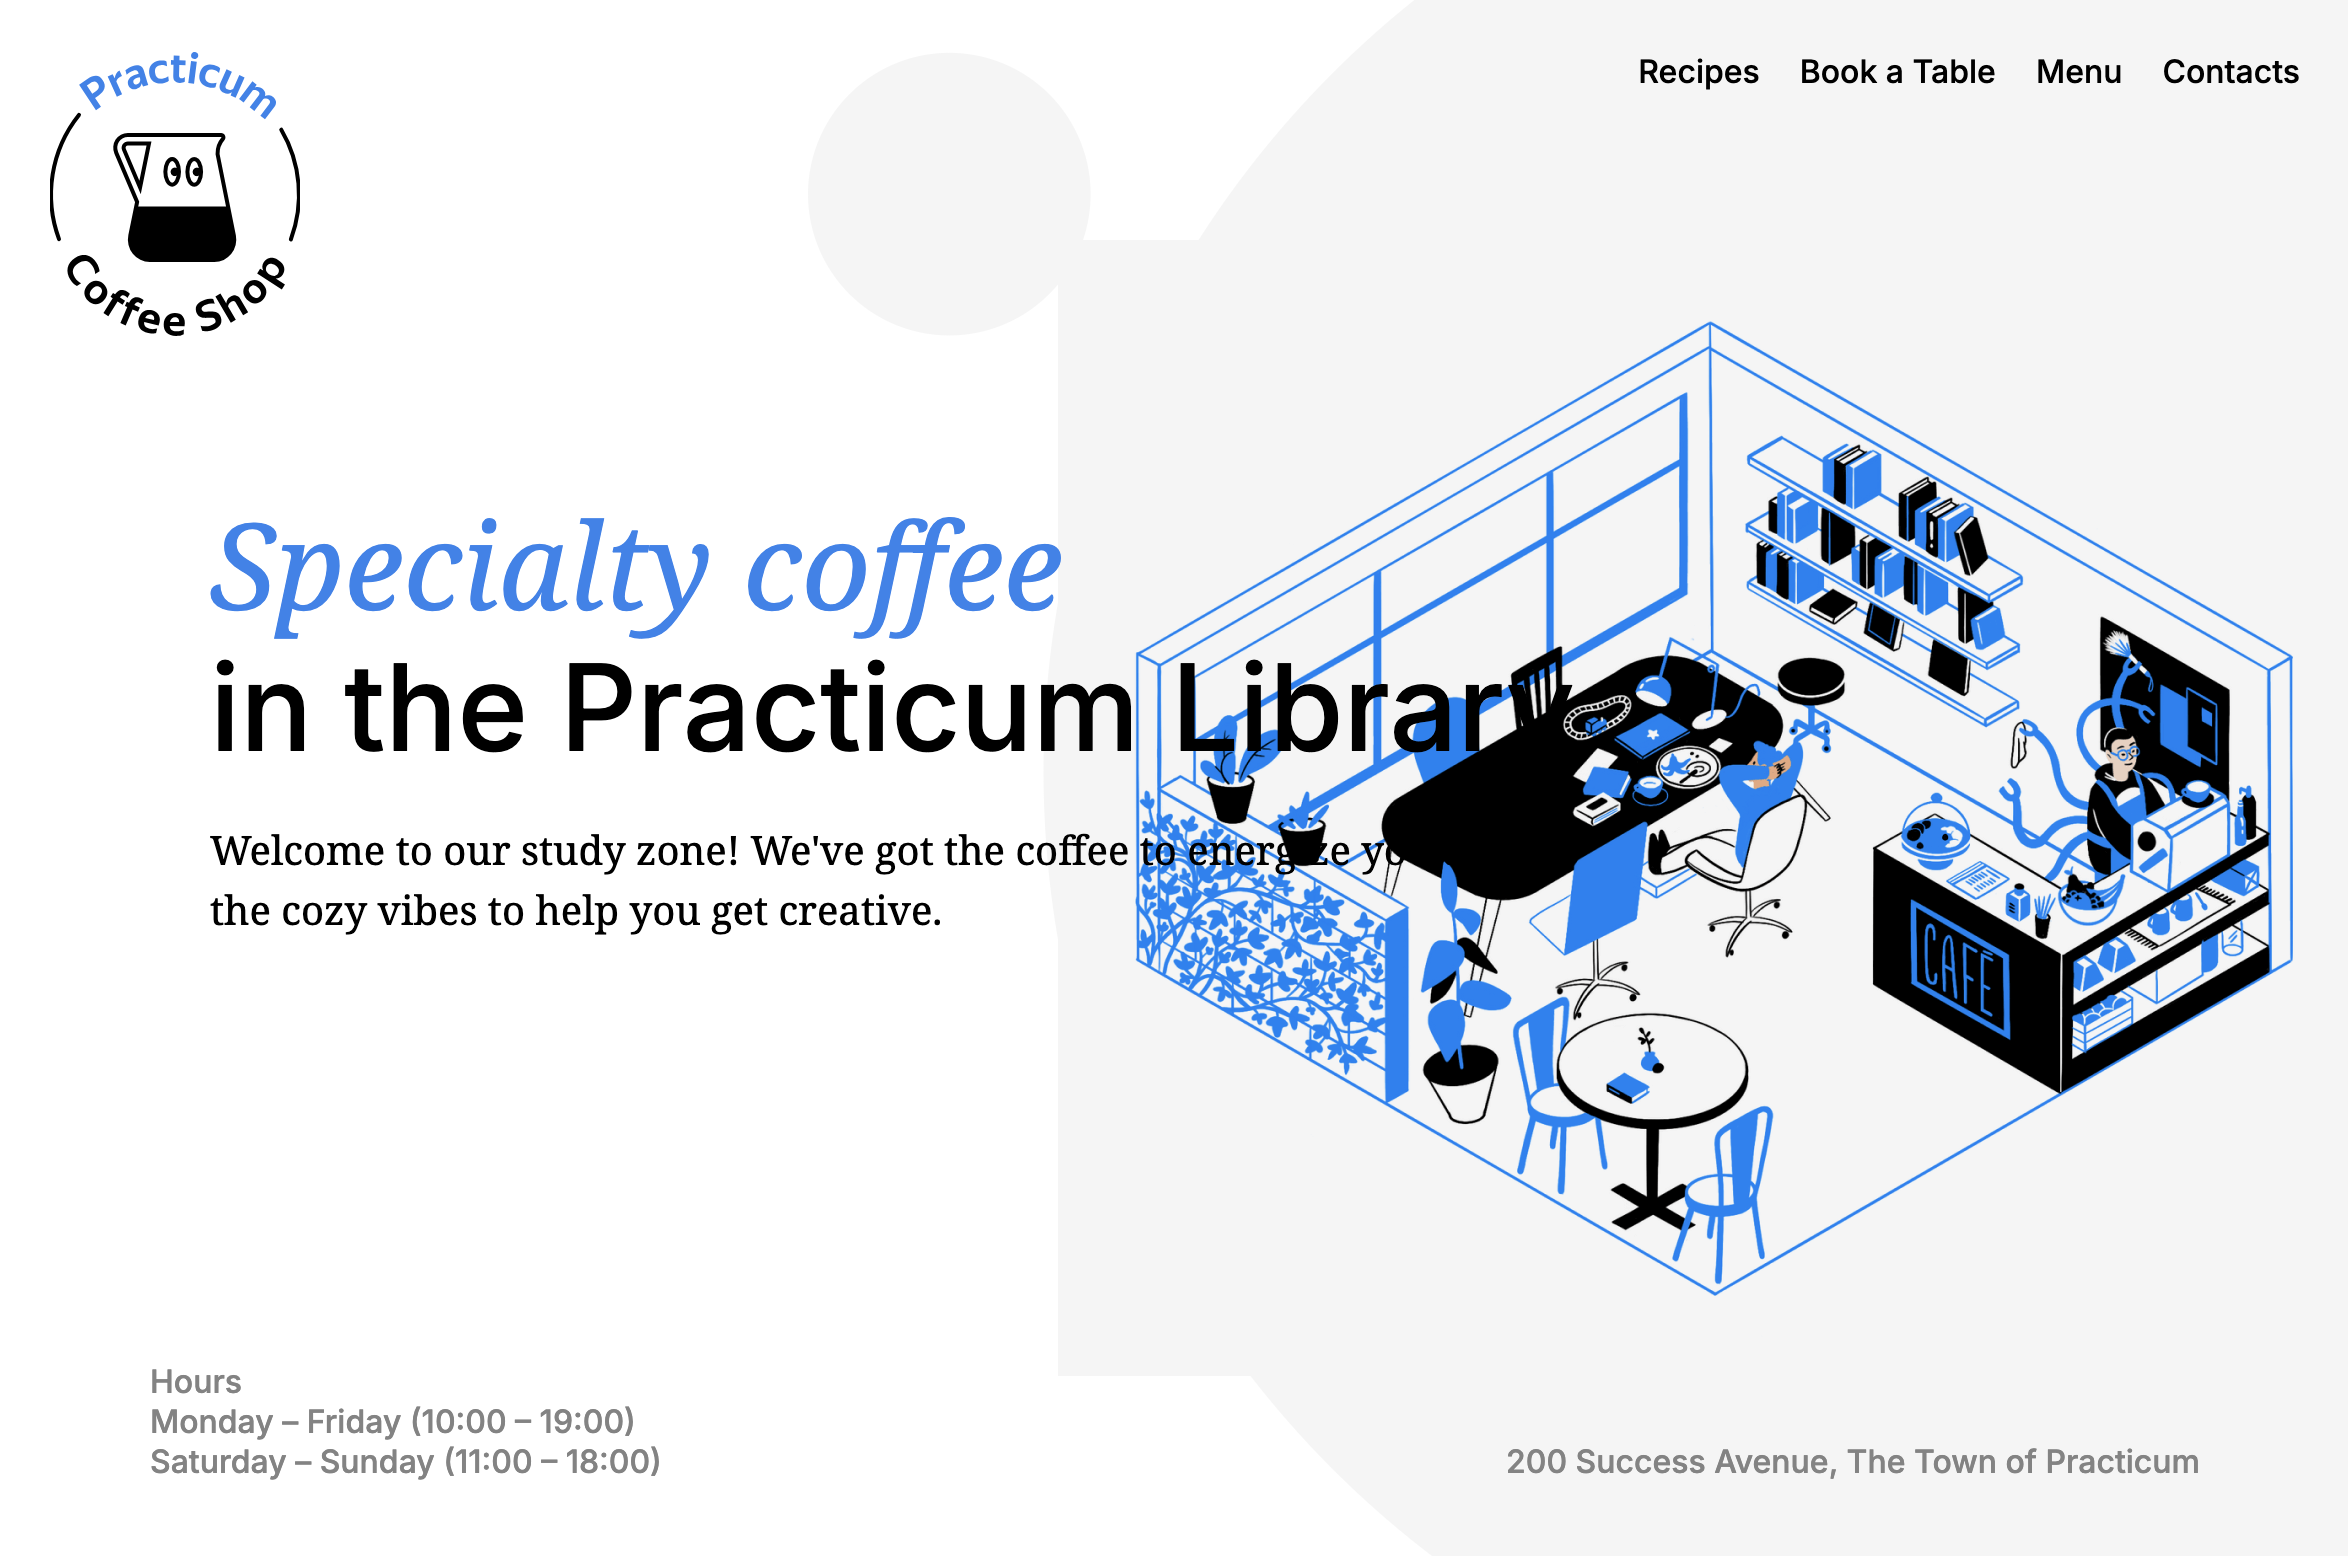 Practicum
Coffee Shop
Recipes Book a Table Menu Contacts
Specialty coffee
in the Practicum Library
Welcome to our study zone! We've got the coffee to energize
the cozy vibes to help you get creative.
CAFE
Hours
Monday – Friday (10:00 – 19:00)
Saturday – Sunday (11:00 – 18:00)
200 Success Avenue, The Town of Practicum